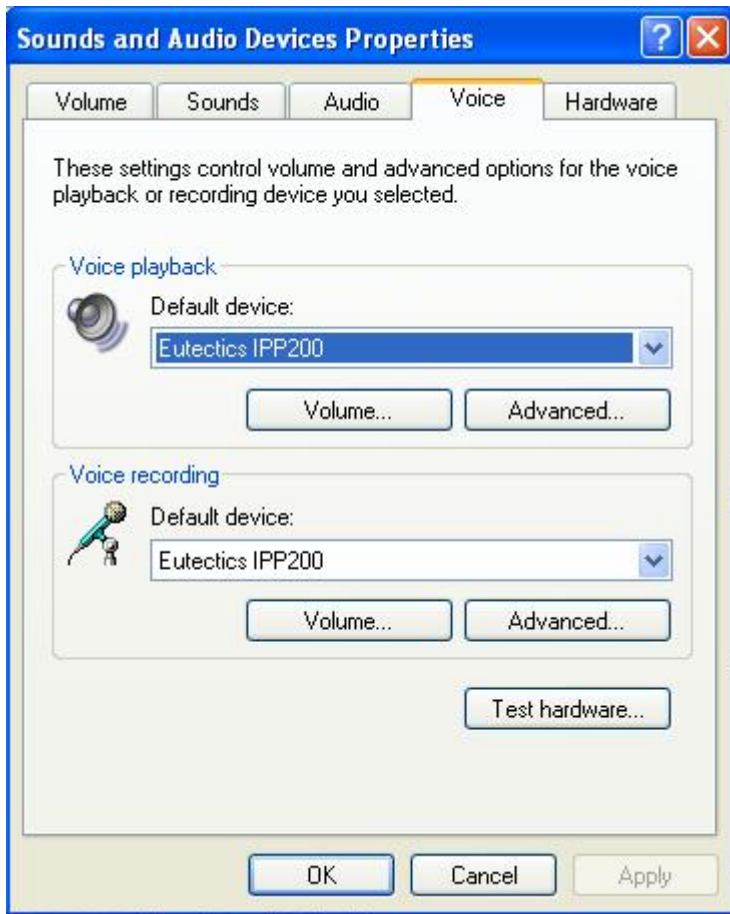 Sounds and Audio Devices Properties
?
Volume Sounds Audio Voice Hardware
These settings control volume and advanced options for the voice
playback or recording device you selected.
Voice playback
Default device:
Eutectics IPP200
Volume... Advanced...
Voice recording
Default device:
Eutectics IPP200
Volume... Advanced...
Test hardware...
OK Cancel Apply